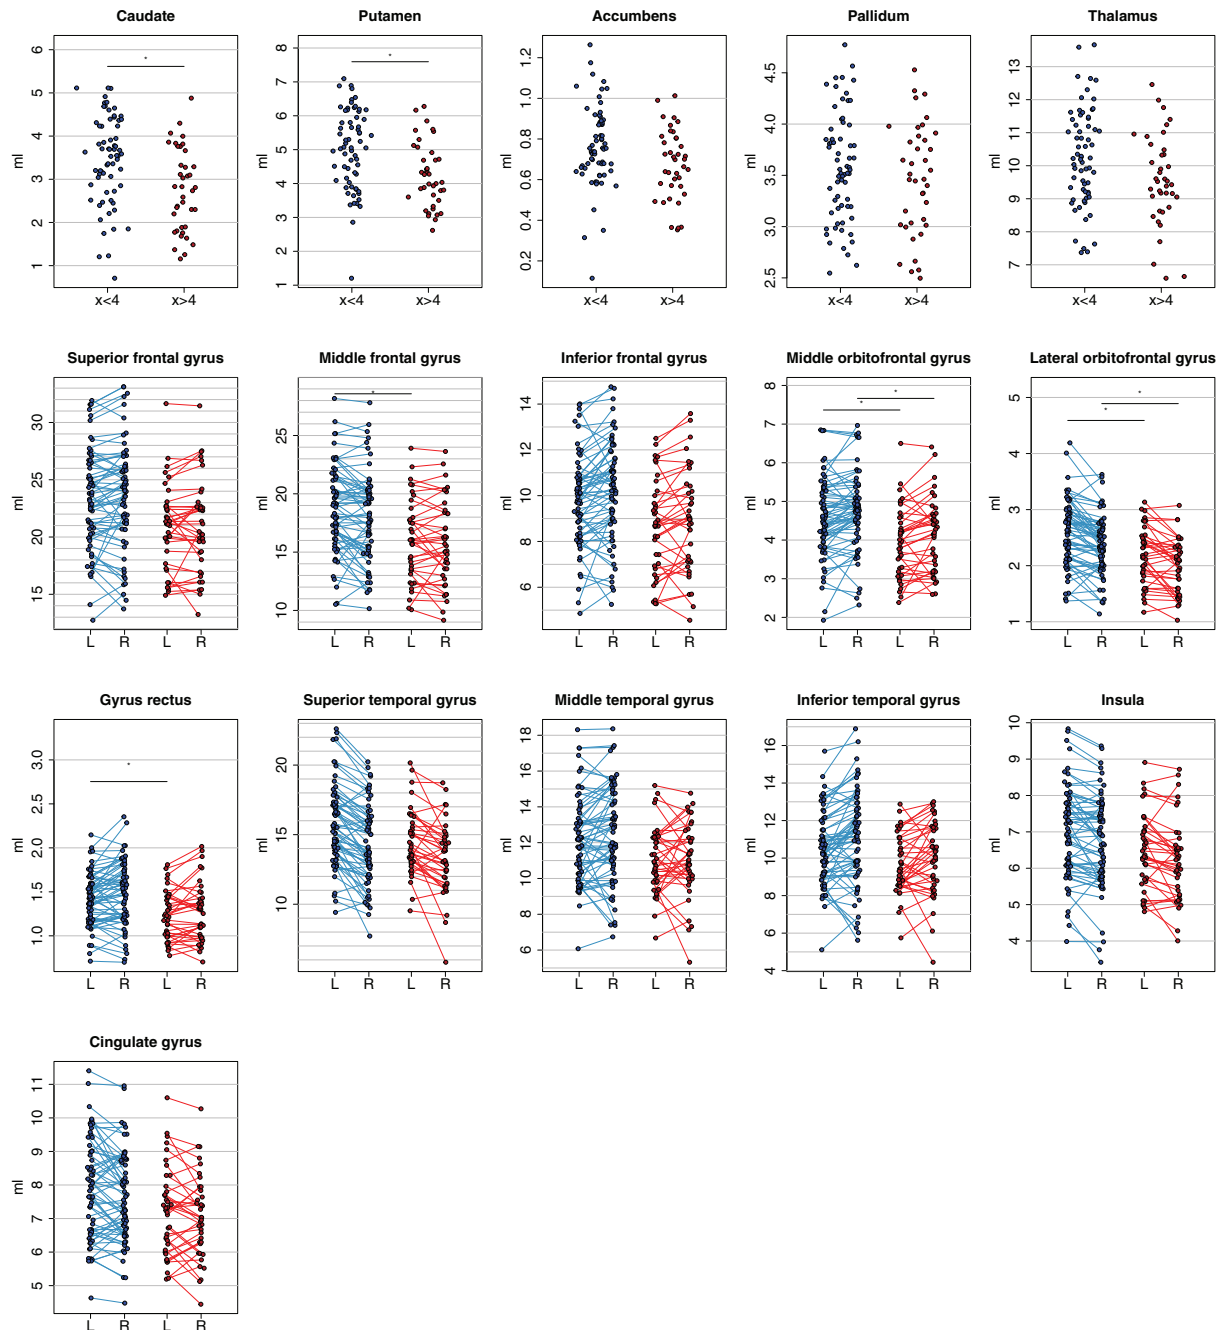 Caudate
ml
6
5
4
3
2
1
*
x<4 x>4
Putamen
ml
8
7
6
5
4
3
2
1
*
x<4 x>4
Accumbens
ml
1.2
1.0
0.8
0.6
0.4
0.2
x<4 x>4
Pallidum
ml
4.5
4.0
3.5
3.0
2.5
x<4 x>4
Thalamus
ml
13
12
11
10
9
8
7
x<4 x>4
Superior frontal gyrus
ml
30
25
20
15
L R L R
Middle frontal gyrus
ml
25
20
15
10
*
L R L R
Inferior frontal gyrus
ml
14
12
10
8
6
L R L R
Middle orbitofrontal gyrus
ml
8
7
6
5
4
3
2
*
*
L R L R
Lateral orbitofrontal gyrus
ml
5
4
3
2
1
*
*
L R L R
Gyrus rectus
ml
3.0
2.5
2.0
1.5
1.0
*
L R L R
Superior temporal gyrus
ml
20
15
10
L R L R
Middle temporal gyrus
ml
18
16
14
12
10
8
6
L R L R
Inferior temporal gyrus
ml
16
14
12
10
8
6
4
L R L R
Insula
ml
10
9
8
7
6
5
4
L R L R
Cingulate gyrus
ml
11
10
9
8
7
6
5
L R L R